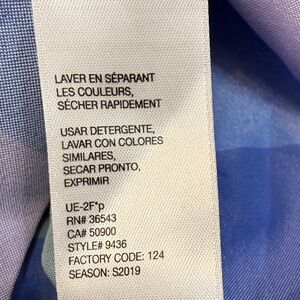 LAVER EN SÉPARANT
LES COULEURS,
SÉCHER RAPIDEMENT
USAR DETERGENTE,
LAVAR CON COLORES
SIMILARES,
SECAR PRONTO,
EXPRIMIR
UE-2F*p
RN# 36543
CA# 50900
STYLE# 9436
FACTORY CODE: 124
SEASON: S2019